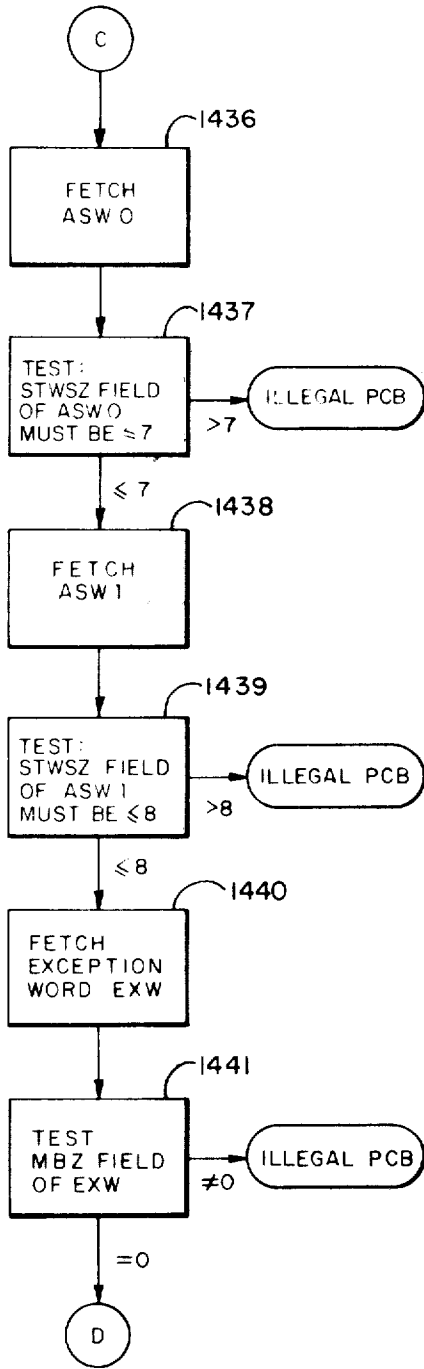 C
1436
FETCH
ASW 0
1437
TEST:
STWSZ FIELD
OF ASW 0
MUST BE ≤ 7
>7
ILLEGAL PCB
≤ 7
1438
FETCH
ASW 1
1439
TEST:
STWSZ FIELD
OF ASW 1
MUST BE ≤8
>8
ILLEGAL PCB
≤8
1440
FETCH
EXCEPTION
WORD EXW
1441
TEST
MBZ FIELD
OF EXW
≠0
ILLEGAL PCB
=0
D